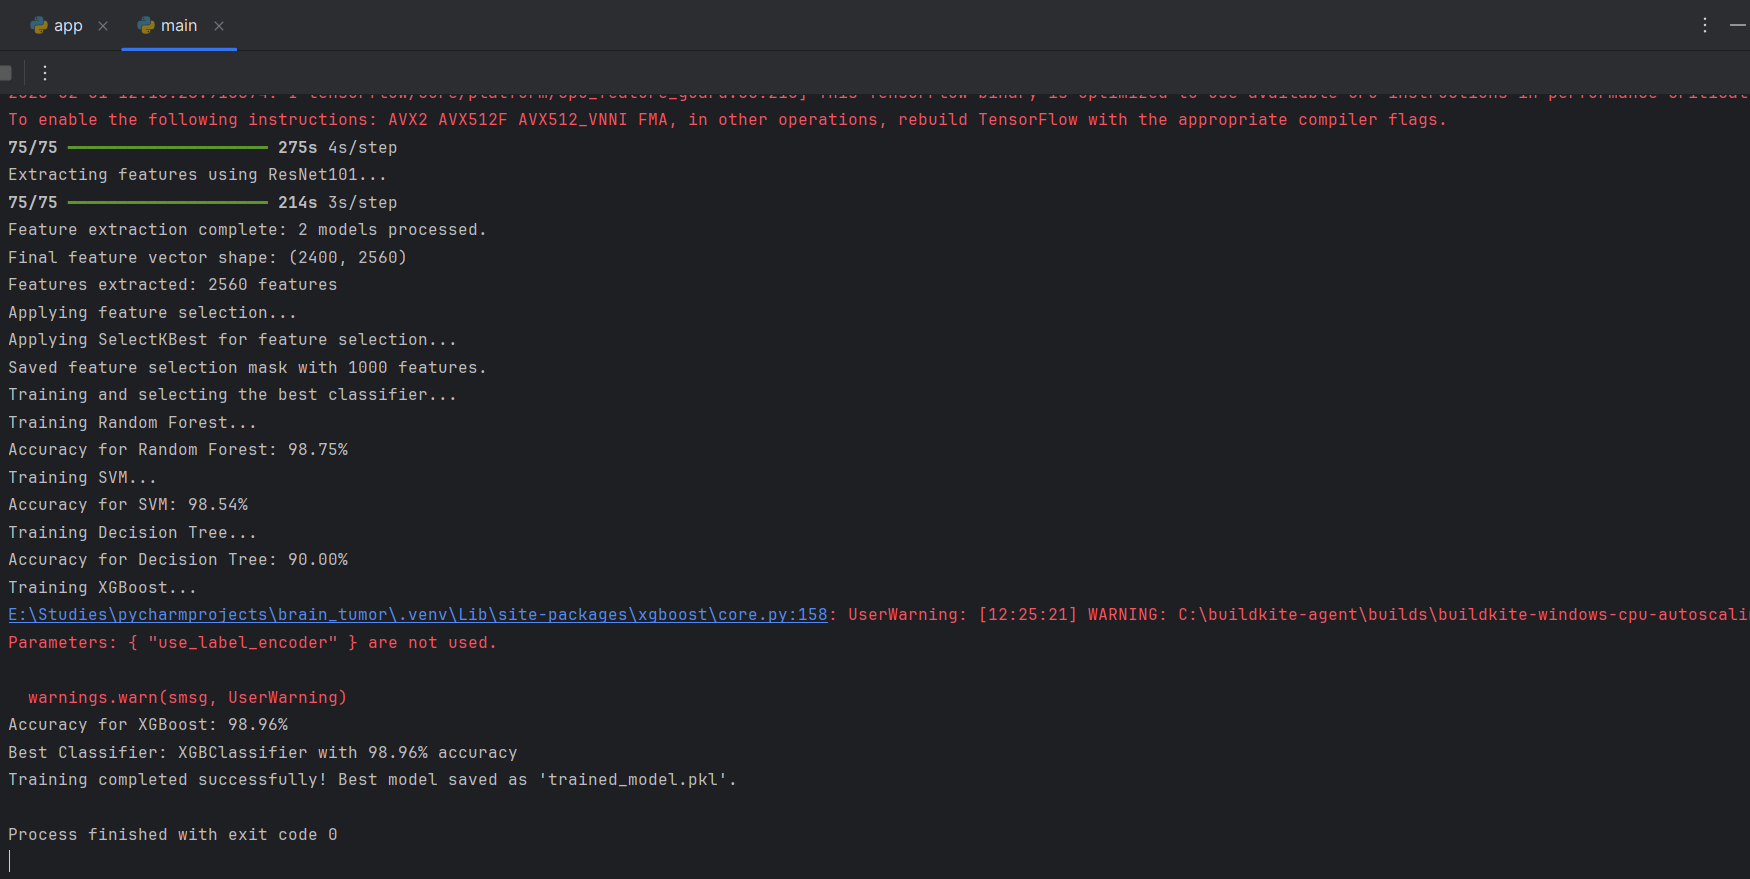 app
main
To enable the following instructions: AVX2 AVX512F AVX512_VNNI FMA, in other operations, rebuild TensorFlow with the appropriate compiler flags.
75/75 275s 4s/step
Extracting features using ResNet101...
75/75 214s 3s/step
Feature extraction complete: 2 models processed.
Final feature vector shape: (2400, 2560)
Features extracted: 2560 features
Applying feature selection...
Applying SelectKBest for feature selection...
Saved feature selection mask with 1000 features.
Training and selecting the best classifier...
Training Random Forest...
Accuracy for Random Forest: 98.75%
Training SVM...
Accuracy for SVM: 98.54%
Training Decision Tree...
Accuracy for Decision Tree: 90.00%
Training XGBoost...
E:\Studies\pycharmprojects\brain_tumor\.venv\Lib\site-packages\xgboost\core.py:158: UserWarning: [12:25:21] WARNING: C:\buildkite-agent\builds\buildkite-windows-cpu-autoscalin
Parameters: { "use_label_encoder" } are not used.
warnings.warn(smsg, UserWarning)
Accuracy for XGBoost: 98.96%
Best Classifier: XGBClassifier with 98.96% accuracy
Training completed successfully! Best model saved as 'trained_model.pkl'.
Process finished with exit code 0